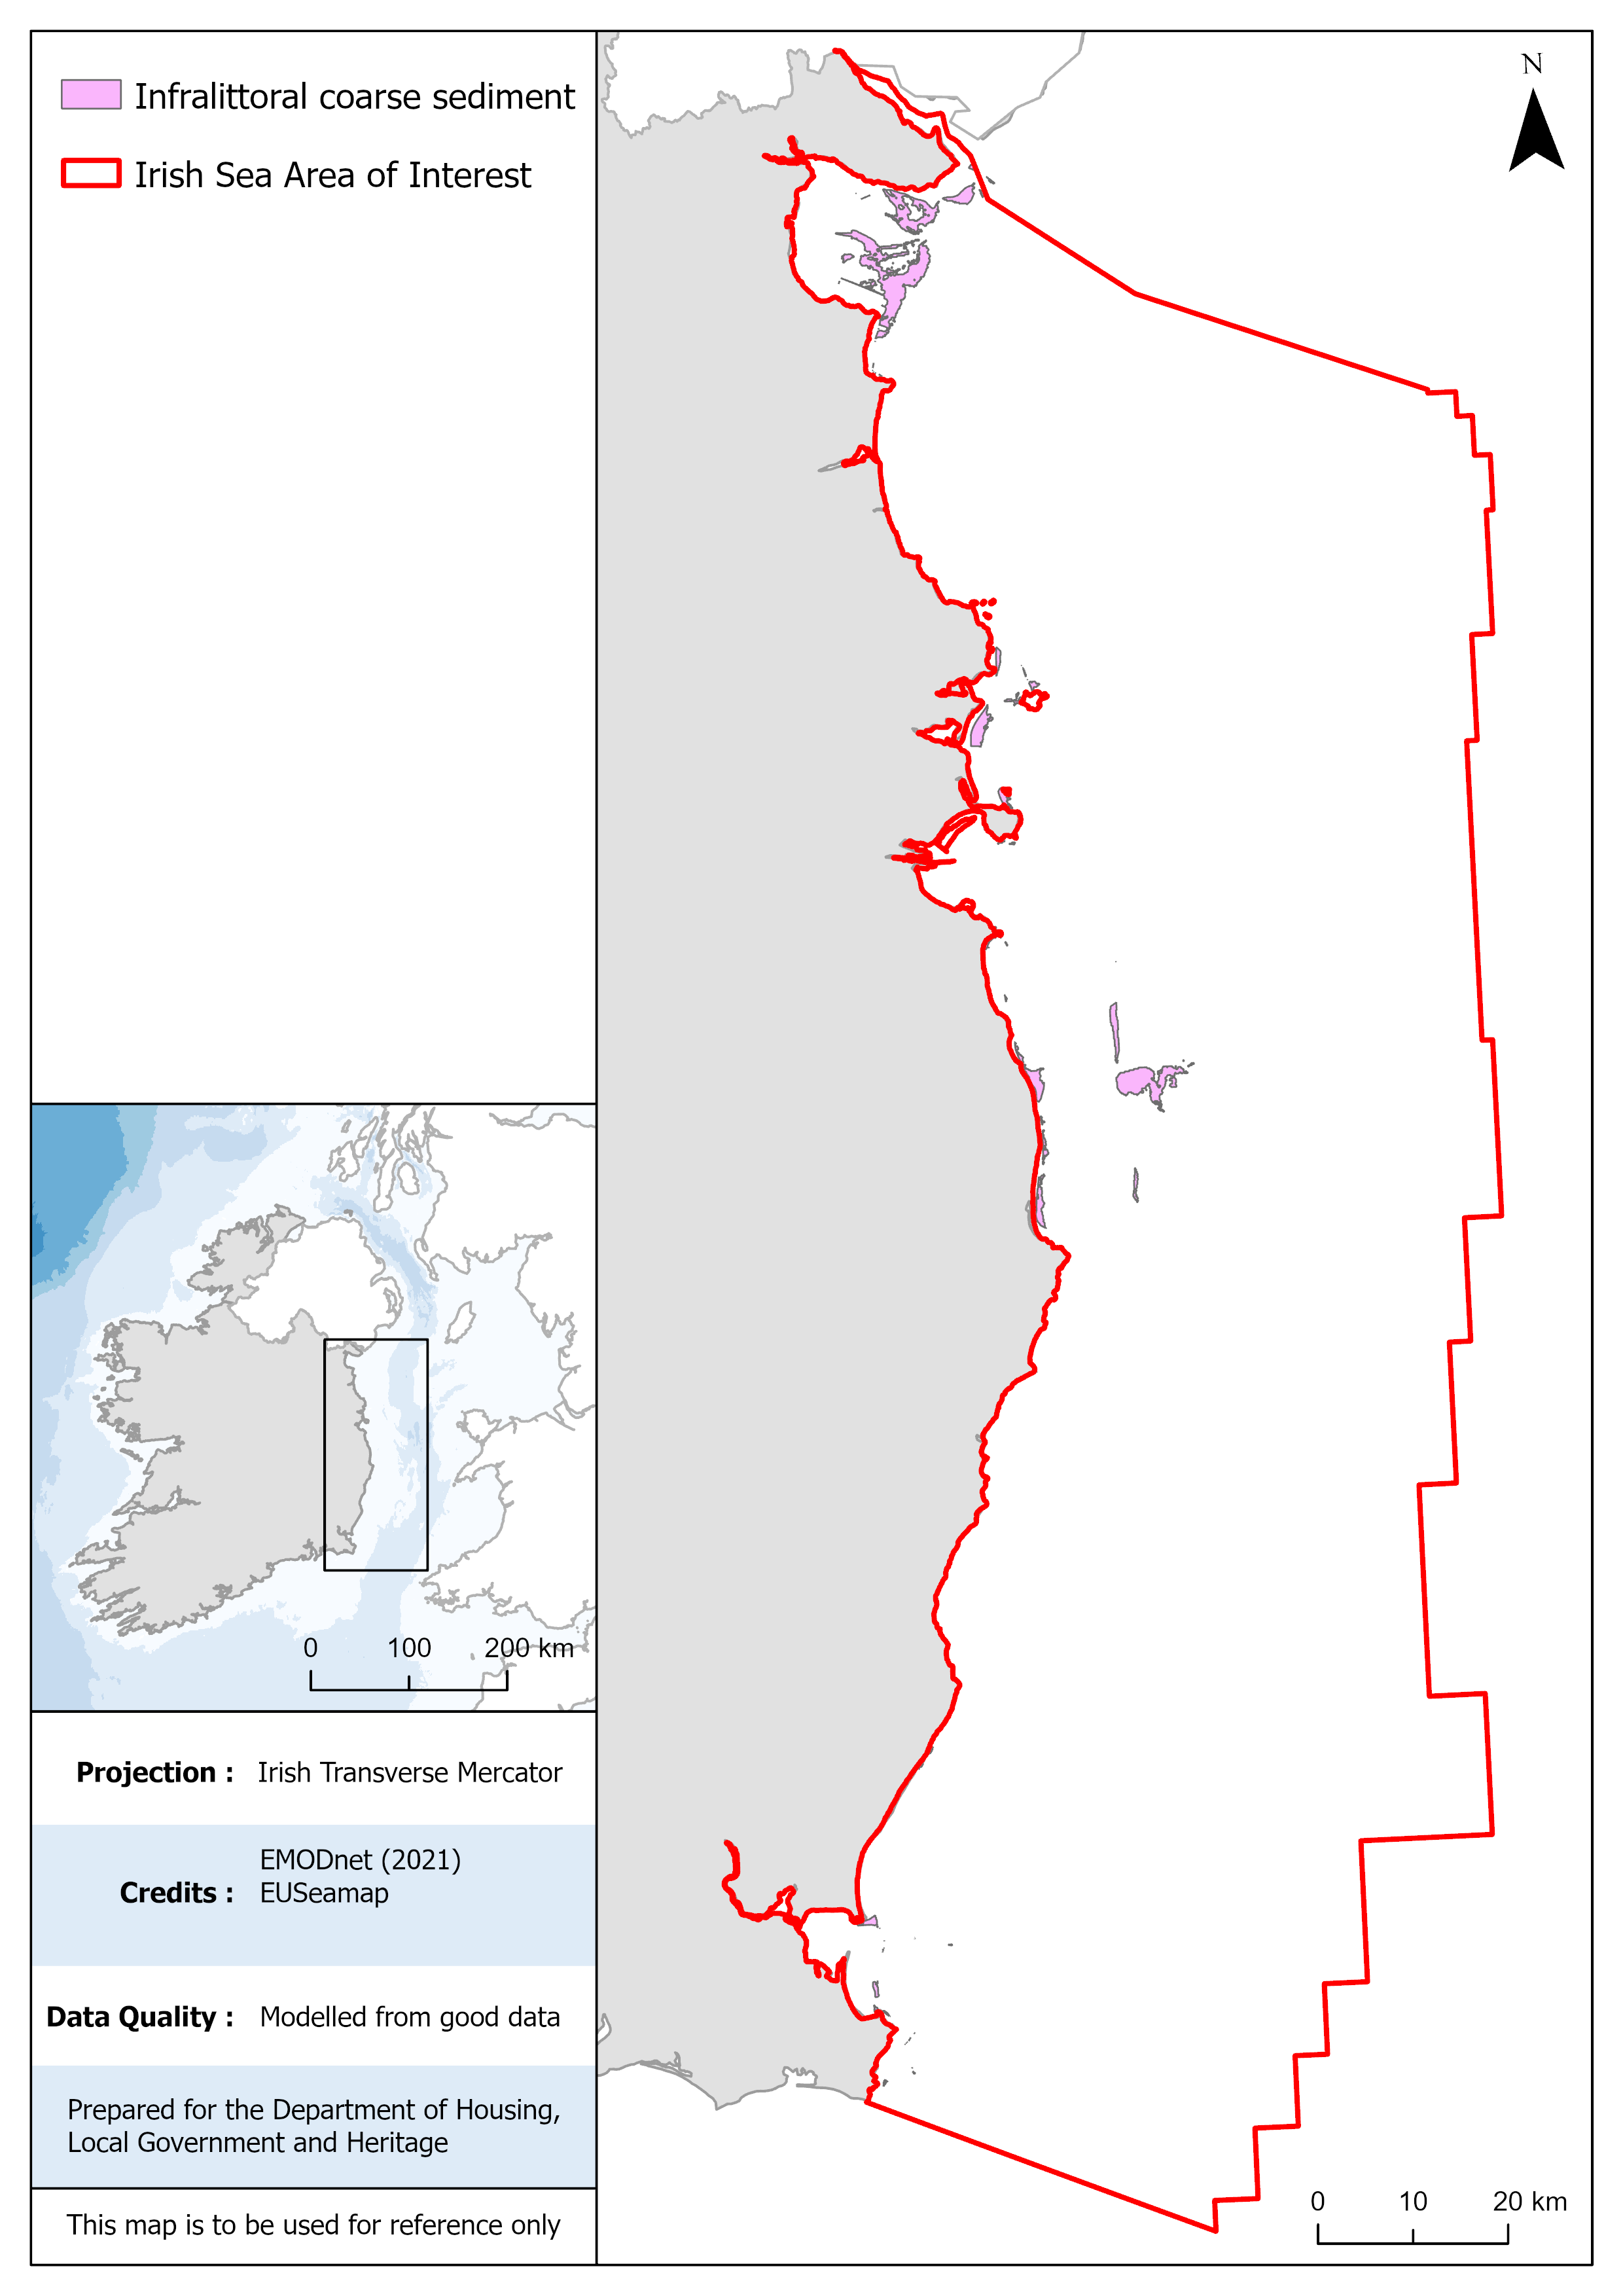 Infralittoral coarse sediment
Irish Sea Area of Interest
N
0 100 200 km
Projection : Irish Transverse Mercator
Credits : EMODnet (2021)
EUSeamap
Data Quality : Modelled from good data
Prepared for the Department of Housing,
Local Government and Heritage
This map is to be used for reference only
0 10 20 km